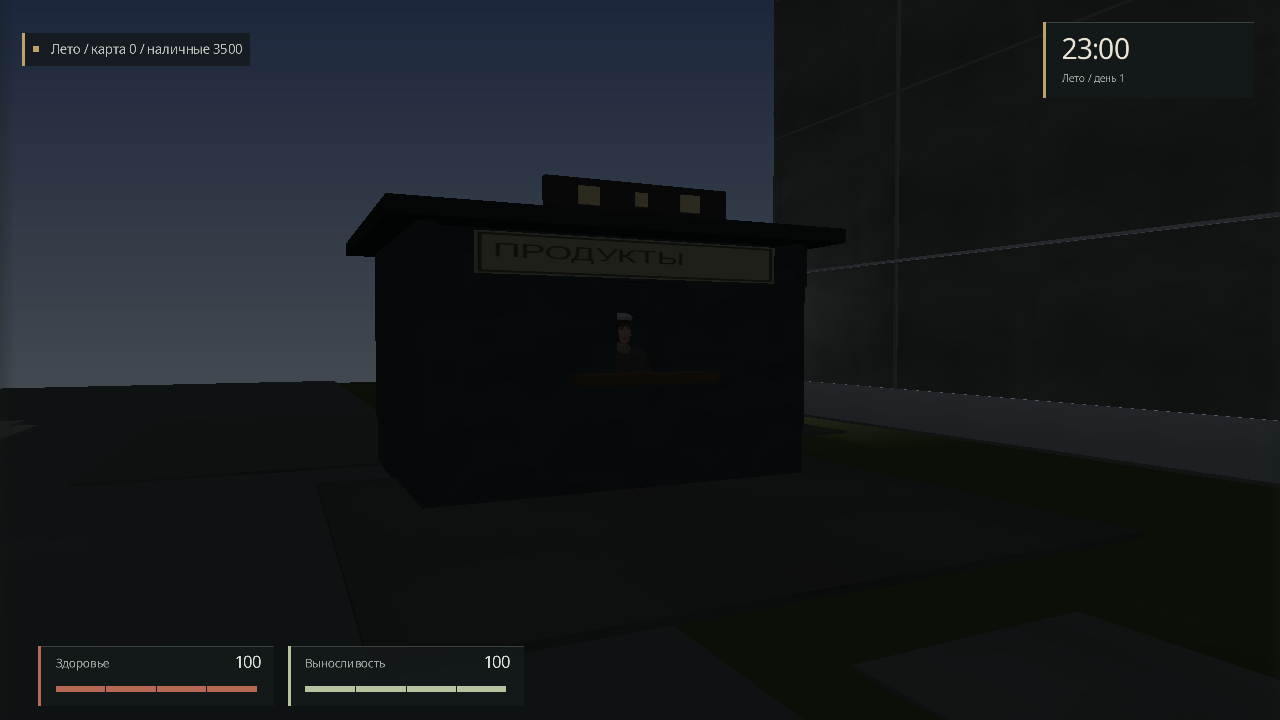 Лето / карта 0 / наличные 3500
23:00
Лето / день 1
ПРОДУКТЫ
Здоровье 100
Выносливость 100